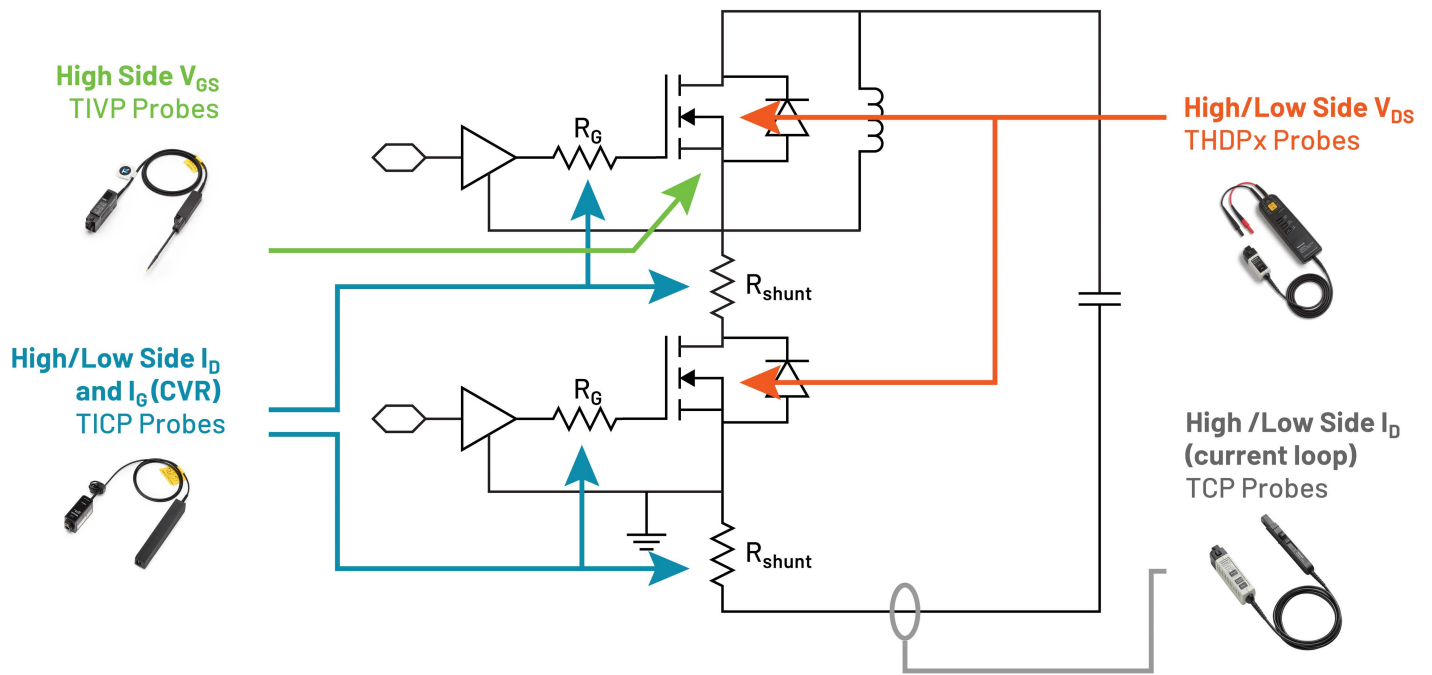 High Side VGS
TIVP Probes
High/Low Side ID
and IG (CVR)
TICP Probes
RG
Rshunt
RG
Rshunt
High/Low Side VDS
THDPx Probes
High /Low Side ID
(current loop)
TCP Probes